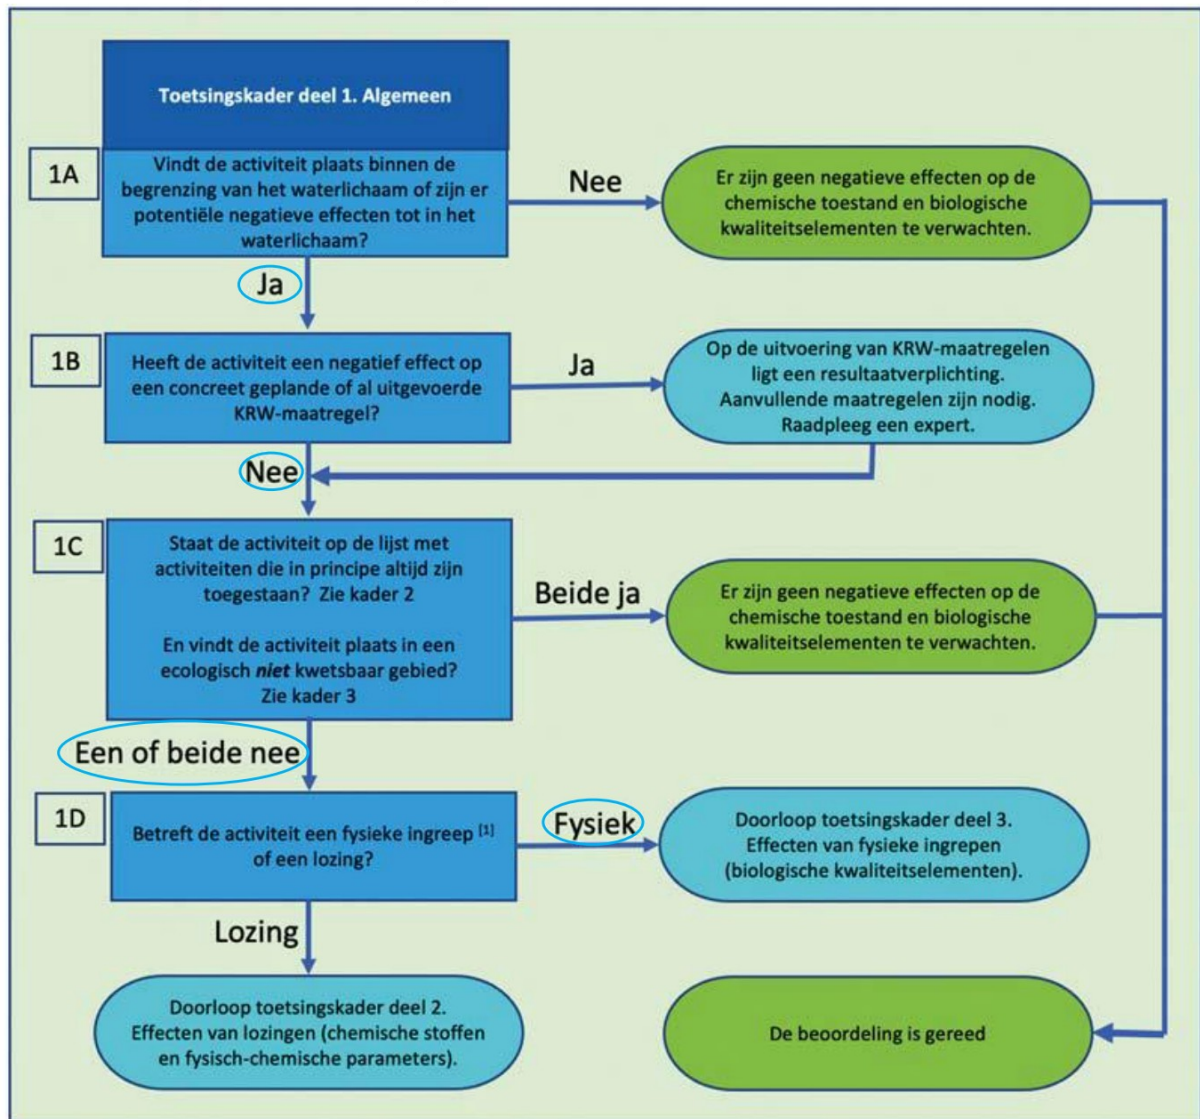 Toetsingskader deel 1. Algemeen
1A
Vindt de activiteit plaats binnen de
begrenzing van het waterlichaam of zijn er
potentiële negatieve effecten tot in het
waterlichaam?
Nee
Er zijn geen negatieve effecten op de
chemische toestand en biologische
kwaliteitselementen te verwachten.
Ja
1B
Heeft de activiteit een negatief effect op
een concreet geplande of al uitgevoerde
KRW-maatregel?
Ja
Op de uitvoering van KRW-maatregelen
ligt een resultaatverplichting.
Aanvullende maatregelen zijn nodig.
Raadpleeg een expert.
Nee
1C
Staat de activiteit op de lijst met
activiteiten die in principe altijd zijn
toegestaan? Zie kader 2
En vindt de activiteit plaats in een
ecologisch niet kwetsbaar gebied?
Zie kader 3
Beide ja
Er zijn geen negatieve effecten op de
chemische toestand en biologische
kwaliteitselementen te verwachten.
Een of beide nee
1D
Betreft de activiteit een fysieke ingreep [1]
of een lozing?
Fysiek
Doorloop toetsingskader deel 3.
Effecten van fysieke ingrepen
(biologische kwaliteitselementen).
Lozing
Doorloop toetsingskader deel 2.
Effecten van lozingen (chemische stoffen
en fysisch-chemische parameters).
De beoordeling is gereed